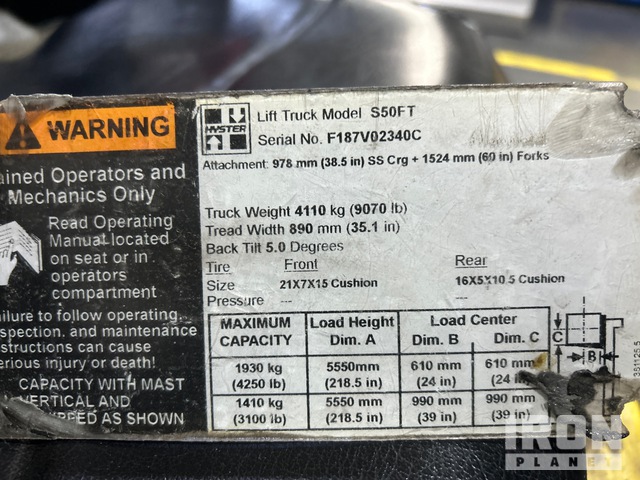 WARNING
ained Operators and
Mechanics Only
Read Operating
Manual located
on seat or in
operators
compartment
ailure to follow operating,
spection, and maintenance
structions can cause
erious injury or death!
CAPACITY WITH MAST
VERTICAL AND
PPED AS SHOWN
HYSTER
Lift Truck Model S50FT
Serial No. F187V02340C
Attachment: 978 mm (38.5 in) SS Crg + 1524 mm (60 in) Forks
Truck Weight 4110 kg (9070 lb)
Tread Width 890 mm (35.1 in)
Back Tilt 5.0 Degrees
Tire Front Rear
Size 21X7X15 Cushion 16X5X10.5 Cushion
Pressure --- ---
MAXIMUM CAPACITY Load Height Dim. A Load Center Dim. B Dim. C
1930 kg (4250 lb) 5550mm (218.5 in) 610 mm (24 in) 610 mm (24 in)
1410 kg (3100 lb) 5550 mm (218.5 in) 990 mm (39 in) 990 mm (39 in)
C
B
IRON
PLANET